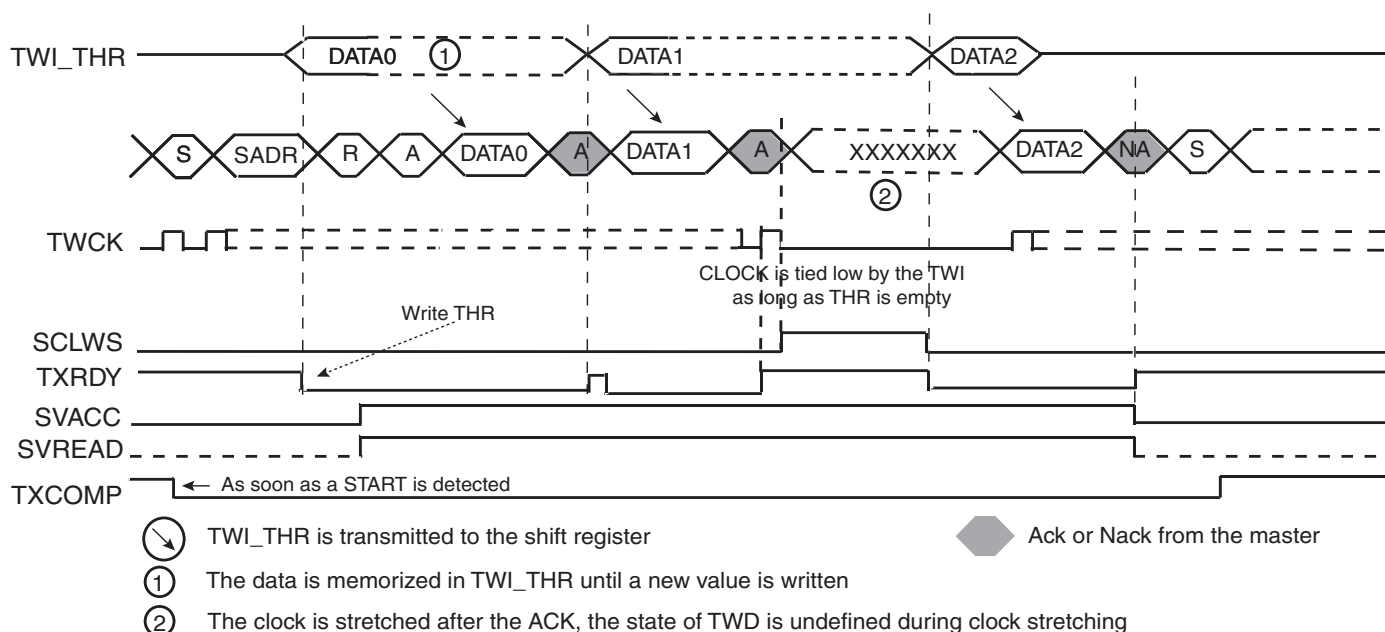 TWI_THR DATA0 1 DATA1 DATA2
S SADR R A DATA0 A DATA1 A XXXXXXX DATA2 NA S
2
TWCK
CLOCK is tied low by the TWI
as long as THR is empty
Write THR
SCLWS
TXRDY
SVACC
SVREAD
TXCOMP As soon as a START is detected
TWI_THR is transmitted to the shift register Ack or Nack from the master
1 The data is memorized in TWI_THR until a new value is written
2 The clock is stretched after the ACK, the state of TWD is undefined during clock stretching